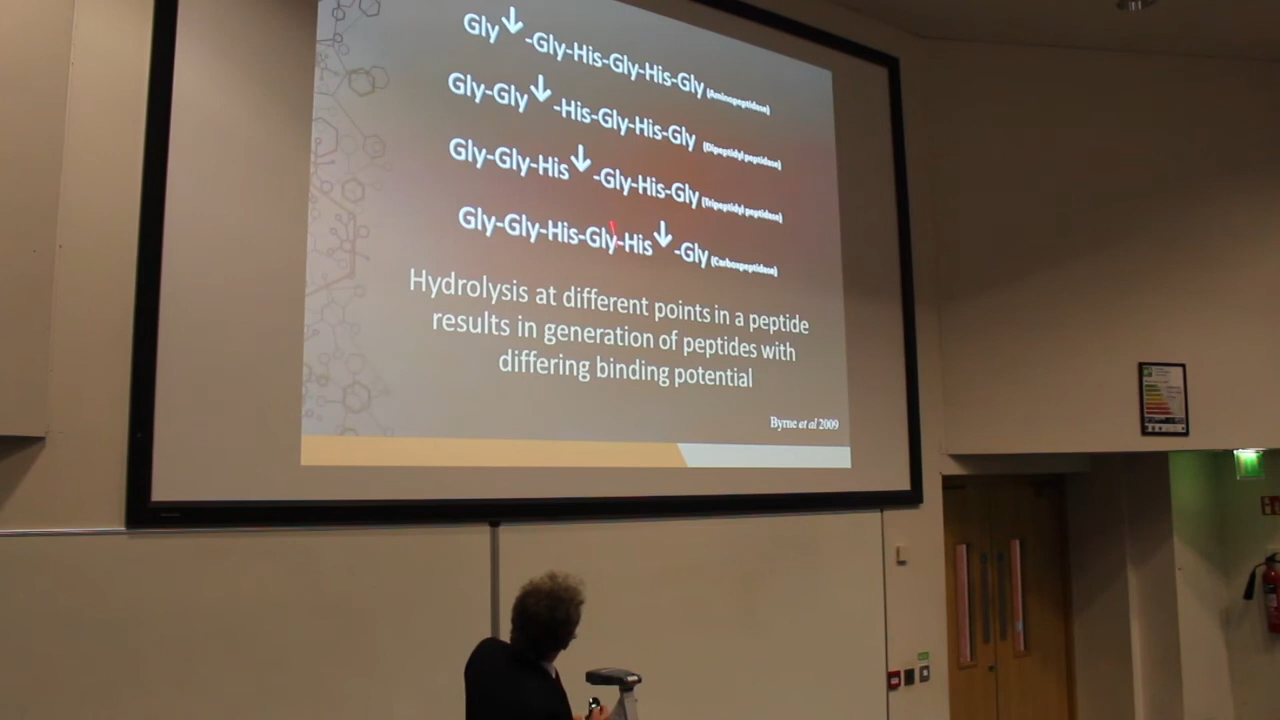 Gly↓-Gly-His-Gly-His-Gly (Aminopeptidase)
Gly-Gly↓-His-Gly-His-Gly (Dipeptidyl peptidase)
Gly-Gly-His↓-Gly-His-Gly (Tripeptidyl peptidase)
Gly-Gly-His-Gly-His↓-Gly (Carboxpeptidase)
Hydrolysis at different points in a peptide
results in generation of peptides with
differing binding potential
Byrne et al 2009